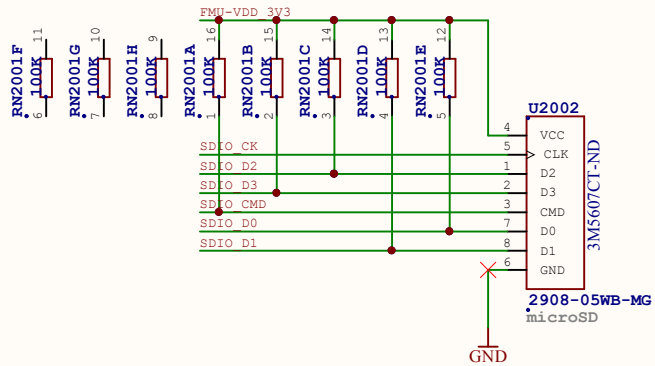 FMU-VDD_3V3
11
10
9
16
15
14
13
12
RN2001F
100K
RN2001G
100K
RN2001H
100K
RN2001A
100K
RN2001B
100K
RN2001C
100K
RN2001D
100K
RN2001E
100K
6
7
8
1
2
3
4
5
U2002
4 VCC
SDIO_CK 5 CLK
SDIO_D2 1 D2
SDIO_D3 2 D3
SDIO_CMD 3 CMD
SDIO_D0 7 D0
SDIO_D1 8 D1
6 GND
3M5607CT-ND
2908-05WB-MG
microSD
GND